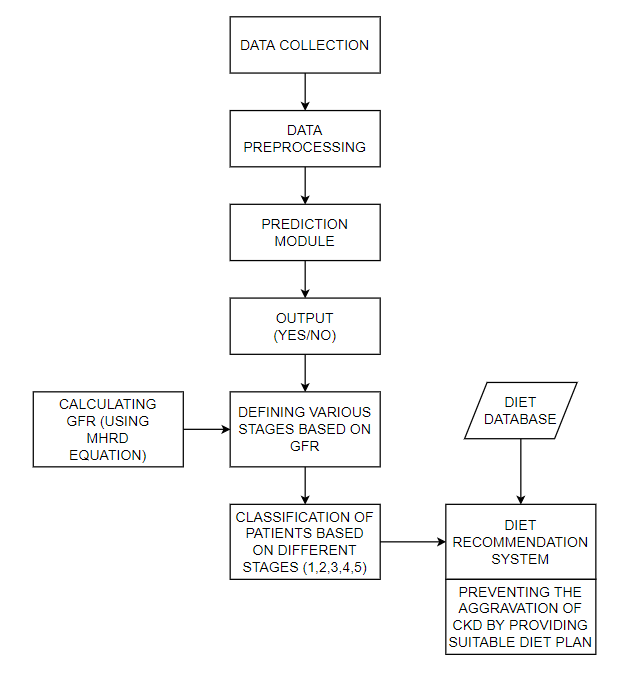 DATA COLLECTION
DATA
PREPROCESSING
PREDICTION
MODULE
OUTPUT
(YES/NO)
CALCULATING
GFR (USING
MHRD
EQUATION)
DEFINING VARIOUS
STAGES BASED ON
GFR
DIET
DATABASE
CLASSIFICATION OF
PATIENTS BASED
ON DIFFERENT
STAGES (1,2,3,4,5)
DIET
RECOMMENDATION
SYSTEM
PREVENTING THE
AGGRAVATION OF
CKD BY PROVIDING
SUITABLE DIET PLAN